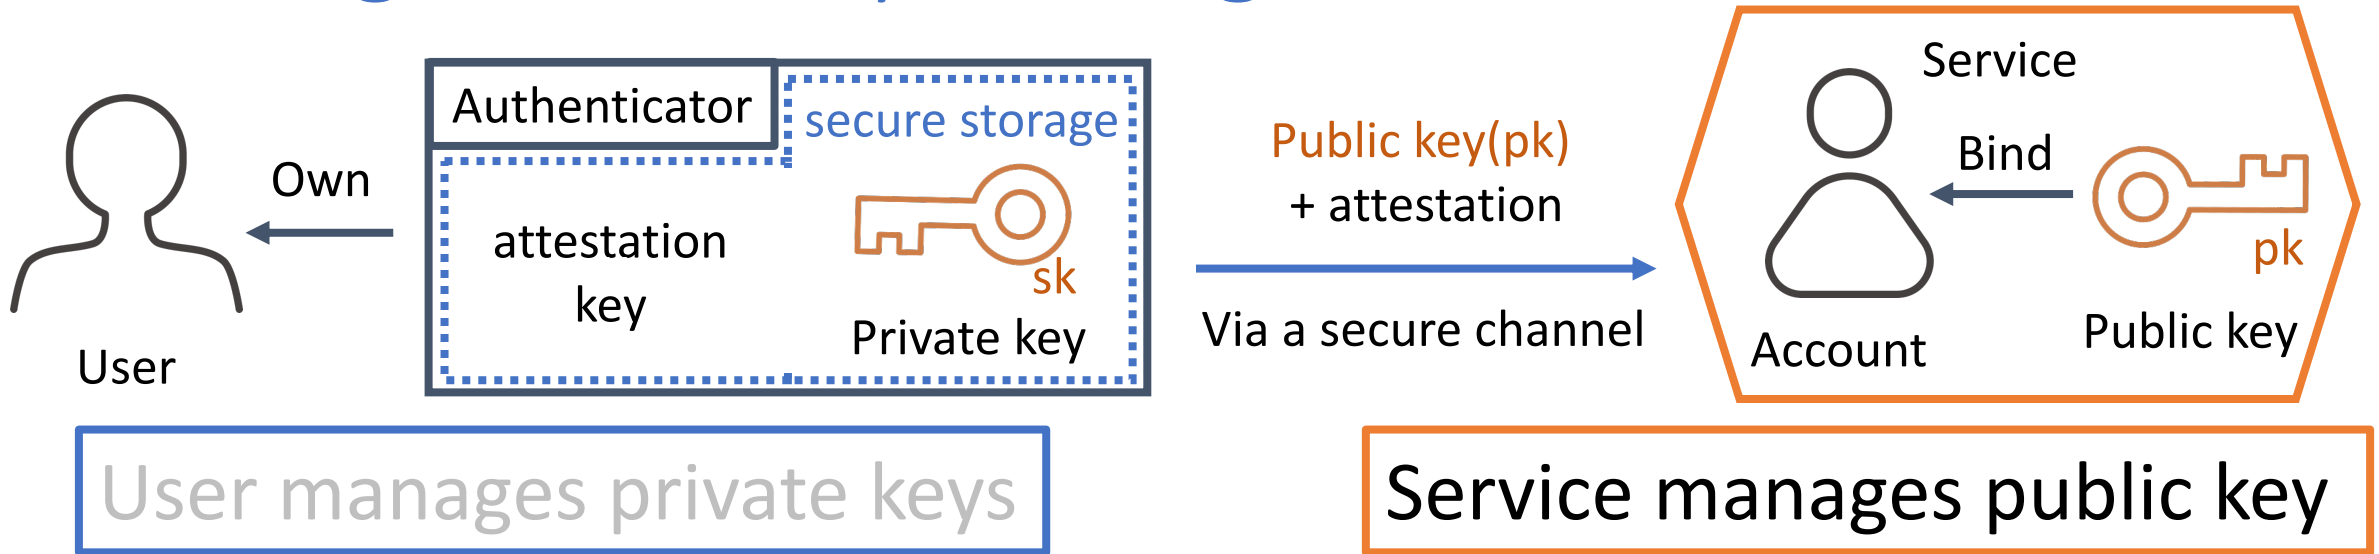 Authenticator
secure storage
Own
attestation
key
sk
Private key
User
Public key(pk)
+ attestation
Via a secure channel
Service
Bind
pk
Account
Public key
User manages private keys
Service manages public key